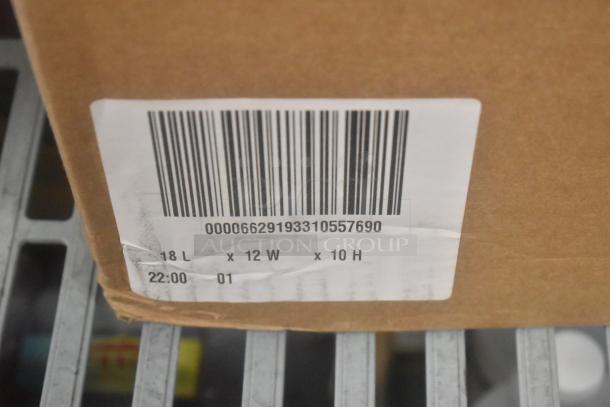 00006629193310557690
AUCTION GROUP
18 L x 12 W x 10 H
22:00 01